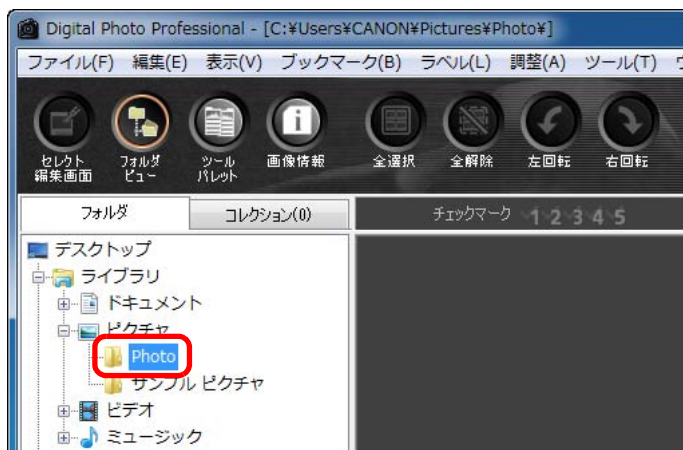 Digital Photo Professional - [C:¥Users¥CANON¥Pictures¥Photo¥]
ファイル(F) 編集(E) 表示(V) ブックマーク(B) ラベル(L) 調整(A) ツール(T)
セレクト編集画面 フォルダビュー ツールパレット 画像情報 全選択 全解除 左回転 右回転
フォルダ コレクション(0) チェックマーク 1 2 3 4 5
デスクトップ
ライブラリ
ドキュメント
ピクチャ
Photo
サンプル ピクチャ
ビデオ
ミュージック